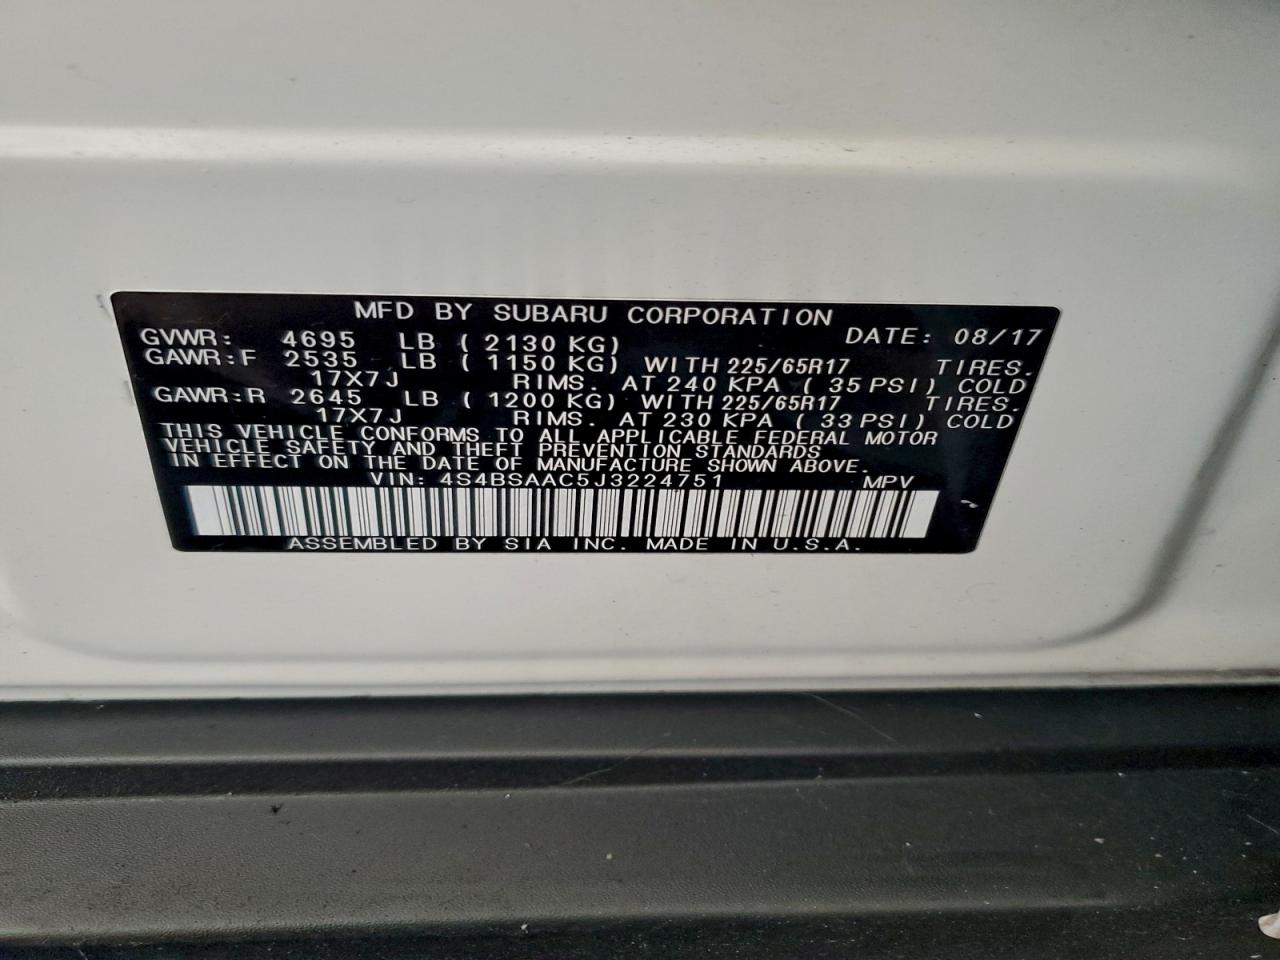 MFD BY SUBARU CORPORATION DATE: 08/17
GVWR: 4695 LB ( 2130 KG)
GAWR:F 2535 LB ( 1150 KG) WITH 225/65R17 TIRES.
17X7J RIMS. AT 240 KPA ( 35 PSI) COLD
GAWR:R 2645 LB ( 1200 KG) WITH 225/65R17 TIRES.
17X7J RIMS. AT 230 KPA ( 33 PSI) COLD
THIS VEHICLE CONFORMS TO ALL APPLICABLE FEDERAL MOTOR
VEHICLE SAFETY AND THEFT PREVENTION STANDARDS
IN EFFECT ON THE DATE OF MANUFACTURE SHOWN ABOVE.
VIN: 4S4BSAAC5J3224751 MPV
ASSEMBLED BY SIA INC. MADE IN U.S.A.